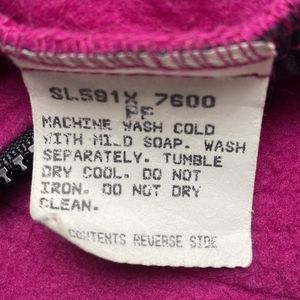 SL591X 7600
FF
MACHINE WASH COLD
WITH MILD SOAP. WASH
SEPARATELY. TUMBLE
DRY COOL. DO NOT
IRON. DO NOT DRY
CLEAN.
CONTENTS REVERSE SIDE